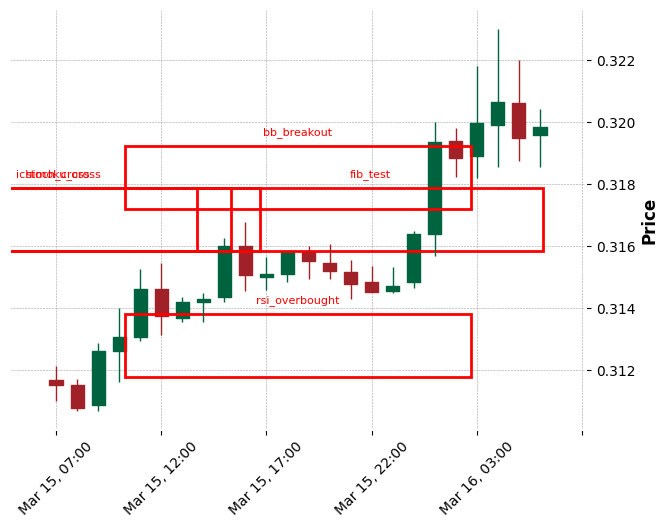 0.322
0.320
0.318
0.316
0.314
0.312
Price
bb_breakout
fib_test
rsi_overbought
Mar 15, 07:00
Mar 15, 12:00
Mar 15, 17:00
Mar 15, 22:00
Mar 16, 03:00